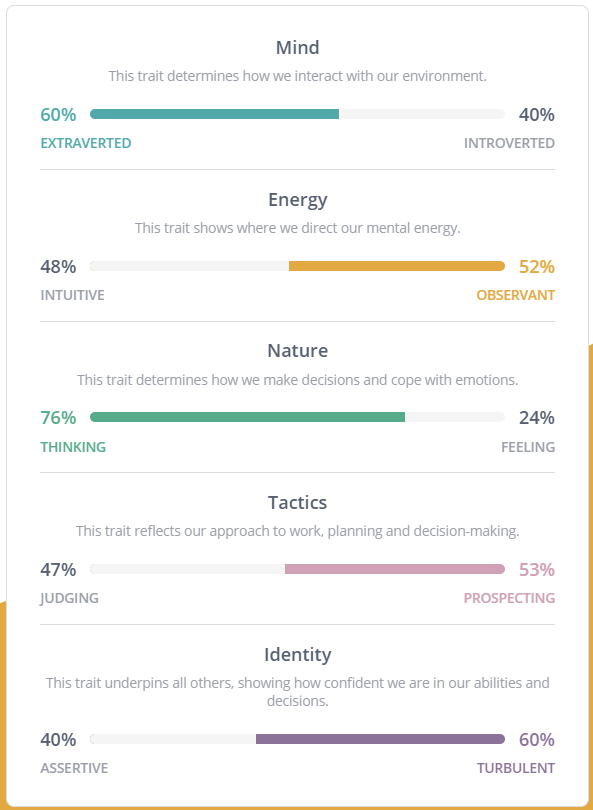 Mind
This trait determines how we interact with our environment.
60% 40%
EXTRAVERTED INTROVERTED
Energy
This trait shows where we direct our mental energy.
48% 52%
INTUITIVE OBSERVANT
Nature
This trait determines how we make decisions and cope with emotions.
76% 24%
THINKING FEELING
Tactics
This trait reflects our approach to work, planning and decision-making.
47% 53%
JUDGING PROSPECTING
Identity
This trait underpins all others, showing how confident we are in our abilities and
decisions.
40% 60%
ASSERTIVE TURBULENT